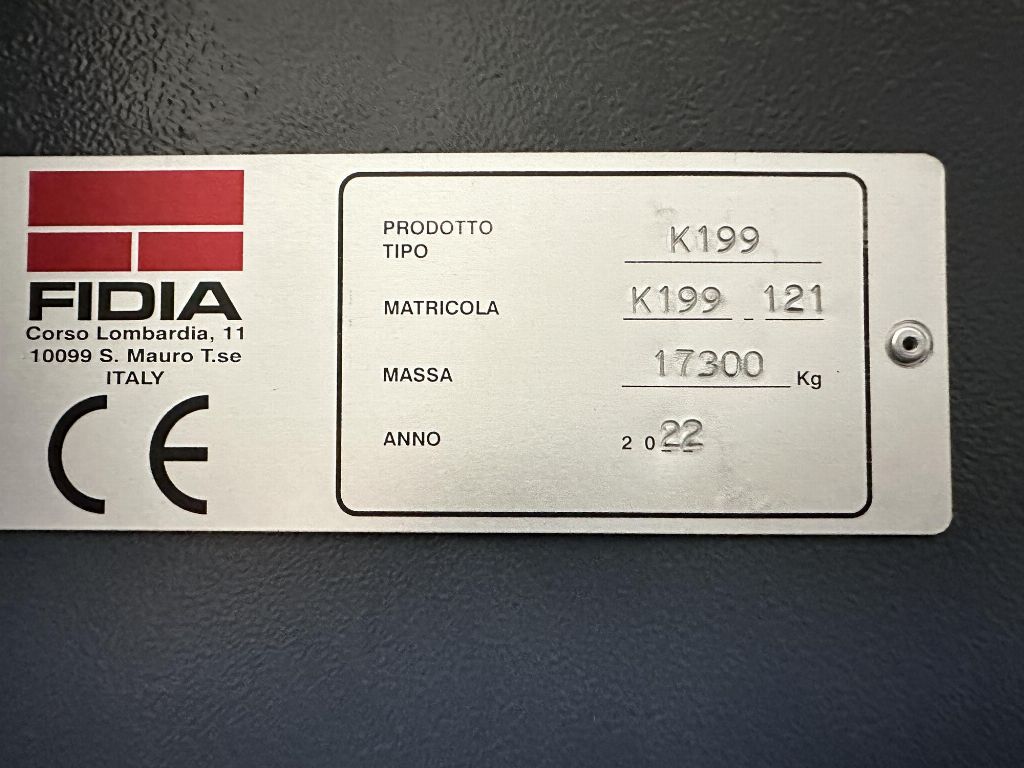 FIDIA
Corso Lombardia, 11
10099 S. Mauro T.se
ITALY
CE
PRODOTTO
TIPO K199
MATRICOLA K199 - 121
MASSA 17300 Kg
ANNO 2022